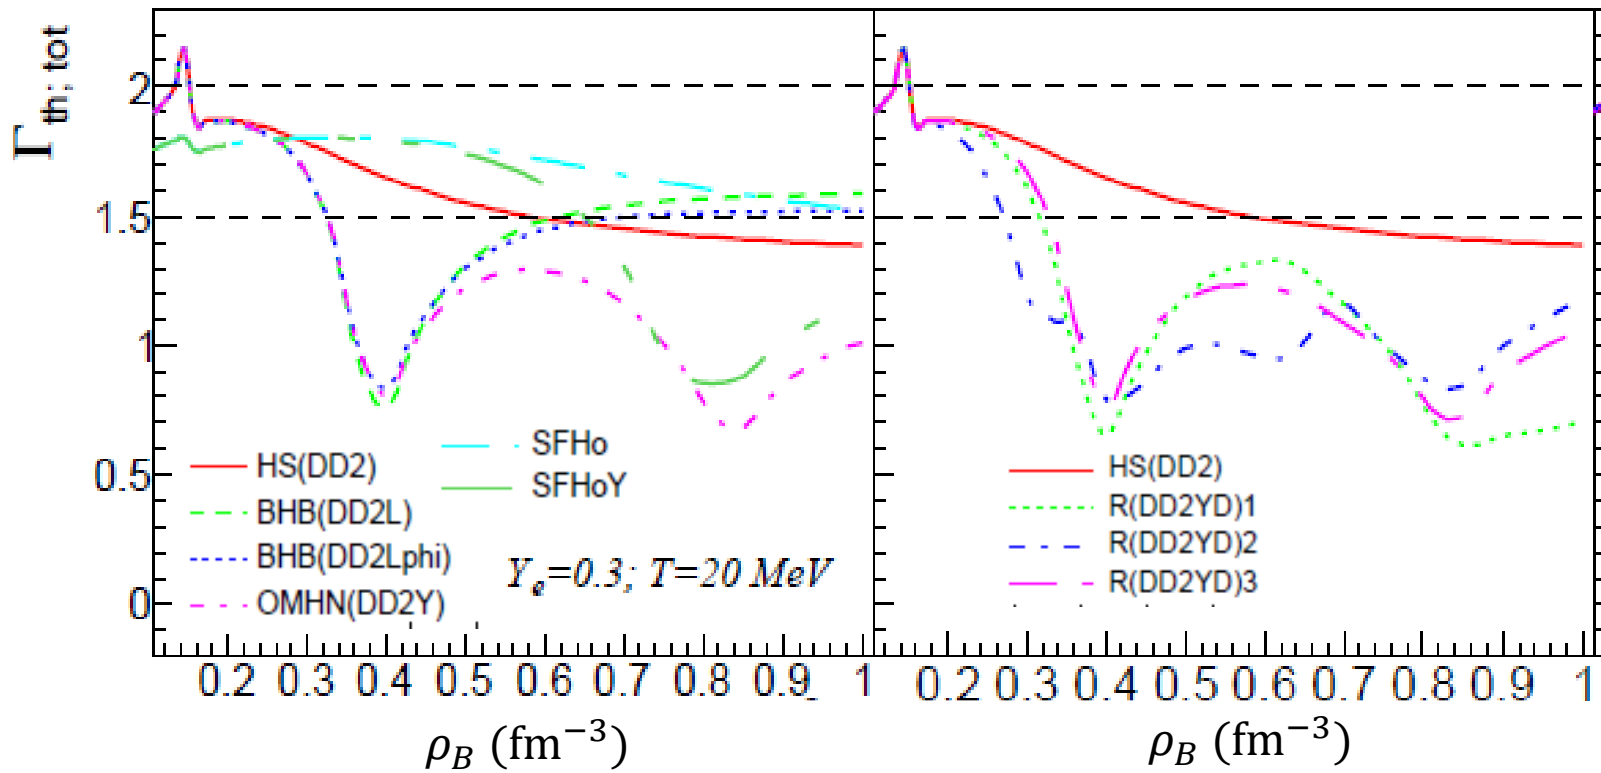 Γth; tot
2
1.5
1
0.5
0
HS(DD2)
BHB(DD2L)
BHB(DD2Lphi)
OMHN(DD2Y)
SFHo
SFHoY
Ye=0.3; T=20 MeV
0.2 0.3 0.4 0.5 0.6 0.7 0.8 0.9 1
ρB (fm−3)
HS(DD2)
R(DD2YD)1
R(DD2YD)2
R(DD2YD)3
0.2 0.3 0.4 0.5 0.6 0.7 0.8 0.9 1
ρB (fm−3)